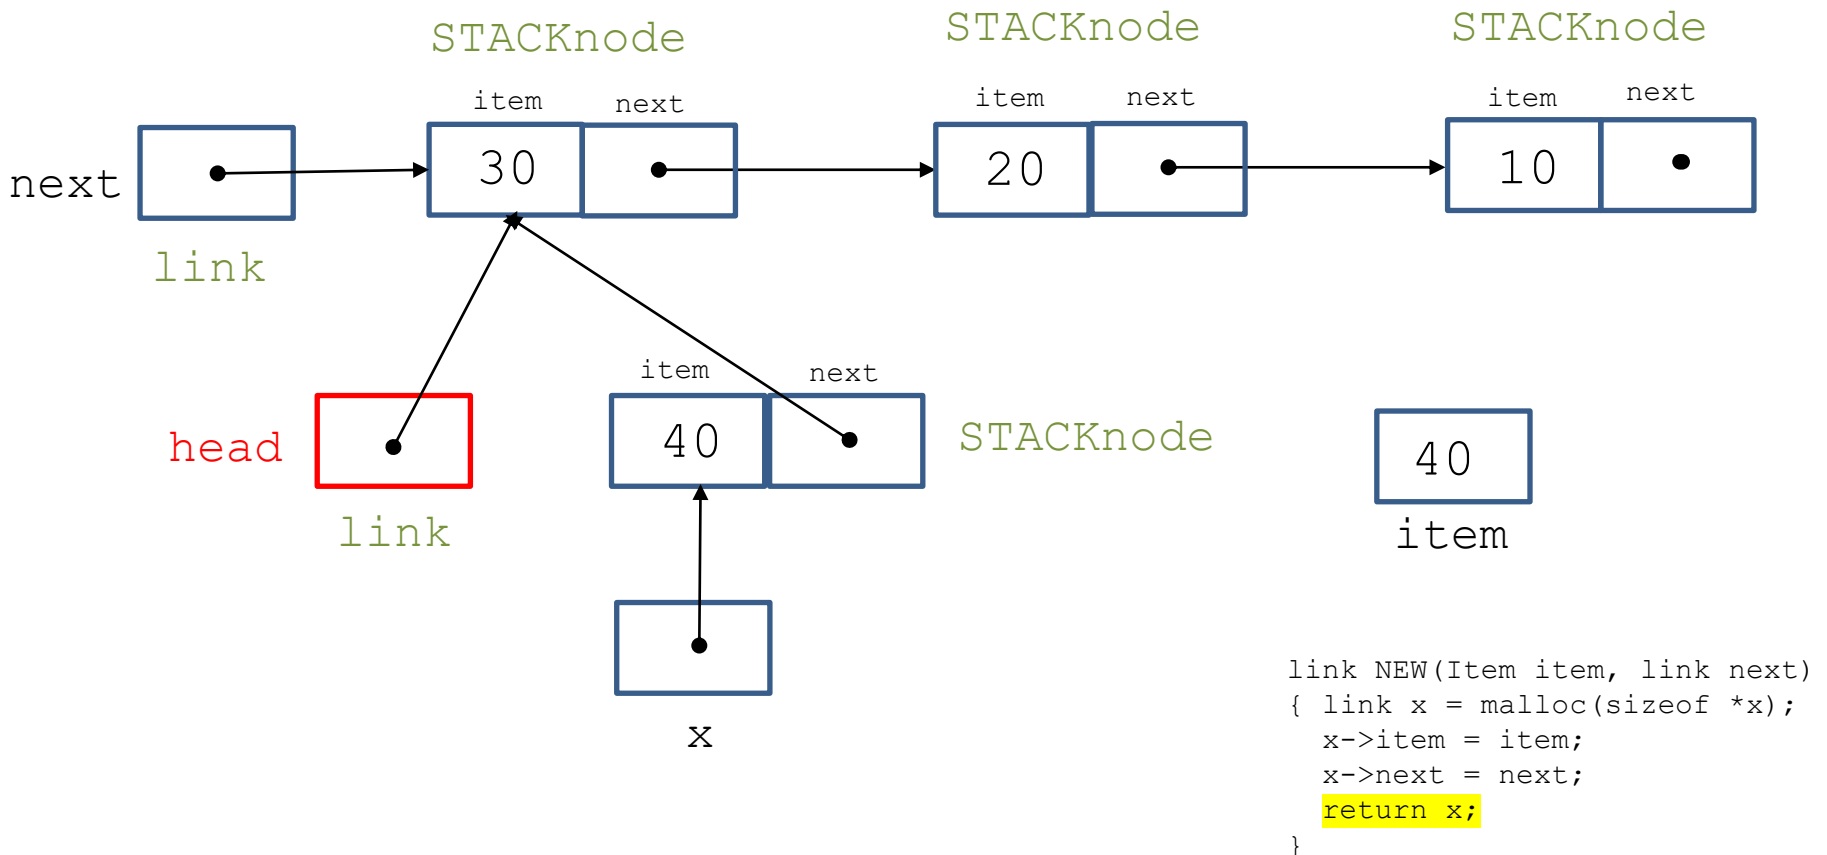 STACKnode
STACKnode
STACKnode
item next
item next
item next
next
30
20
10
link
item next
head
40
STACKnode
40
link
item
x
link NEW(Item item, link next)
{ link x = malloc(sizeof *x);
x->item = item;
x->next = next;
return x;
}